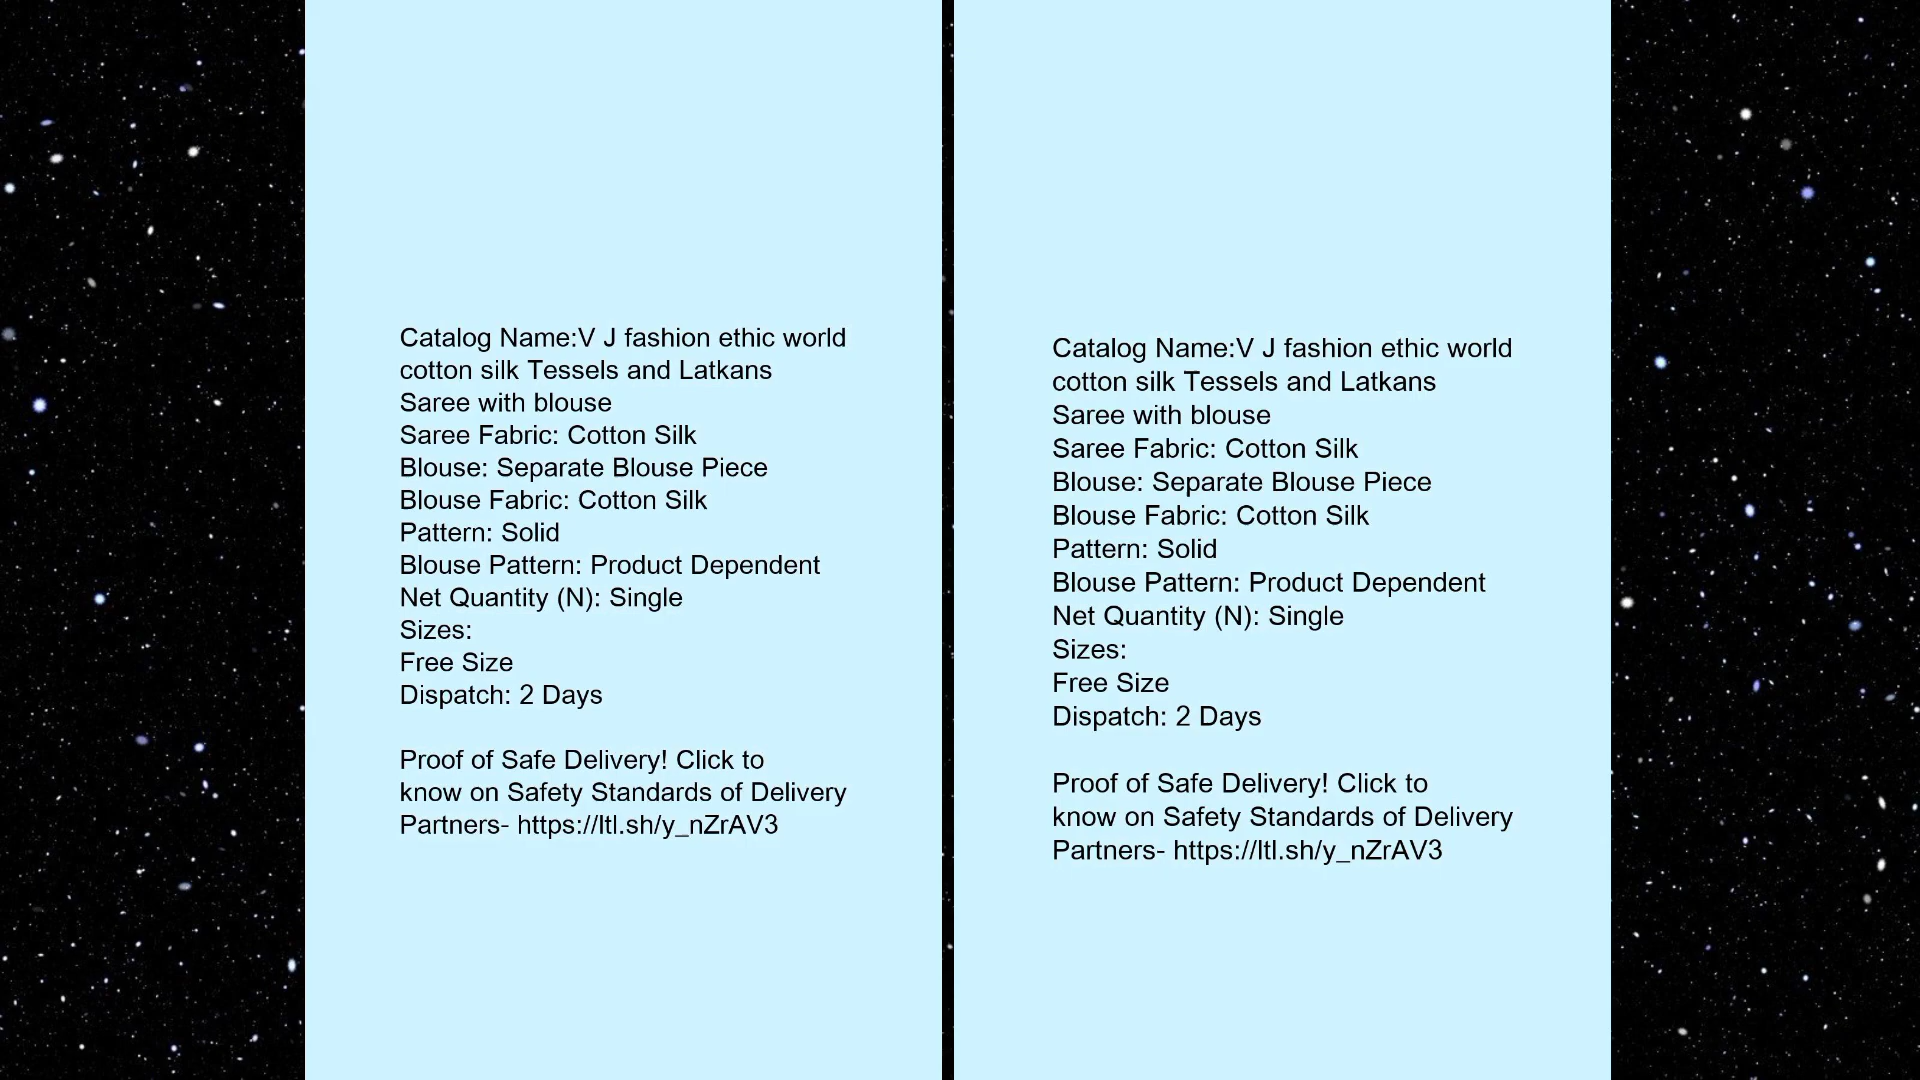 Catalog Name:V J fashion ethic world
cotton silk Tessels and Latkans
Saree with blouse
Saree Fabric: Cotton Silk
Blouse: Separate Blouse Piece
Blouse Fabric: Cotton Silk
Pattern: Solid
Blouse Pattern: Product Dependent
Net Quantity (N): Single
Sizes:
Free Size
Dispatch: 2 Days
Proof of Safe Delivery! Click to
know on Safety Standards of Delivery
Partners- https://ltl.sh/y_nZrAV3
Catalog Name:V J fashion ethic world
cotton silk Tessels and Latkans
Saree with blouse
Saree Fabric: Cotton Silk
Blouse: Separate Blouse Piece
Blouse Fabric: Cotton Silk
Pattern: Solid
Blouse Pattern: Product Dependent
Net Quantity (N): Single
Sizes:
Free Size
Dispatch: 2 Days
Proof of Safe Delivery! Click to
know on Safety Standards of Delivery
Partners- https://ltl.sh/y_nZrAV3